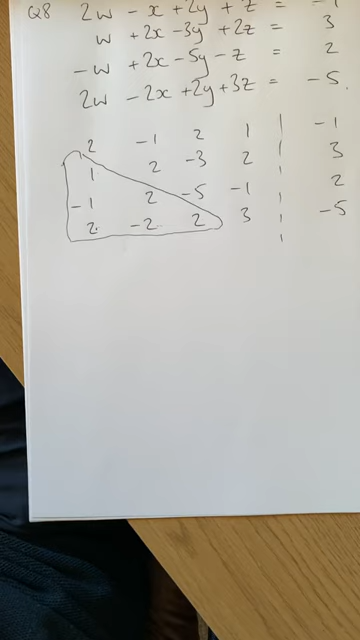 Q8 2w - x + 2y + z = -1
w + 2x - 3y + 2z = 3
-w + 2x - 5y - z = 2
2w - 2x + 2y + 3z = -5.
2 -1 2 1 | -1
1 2 -3 2 | 3
-1 2 -5 -1 | 2
2. -2 2 3 | -5